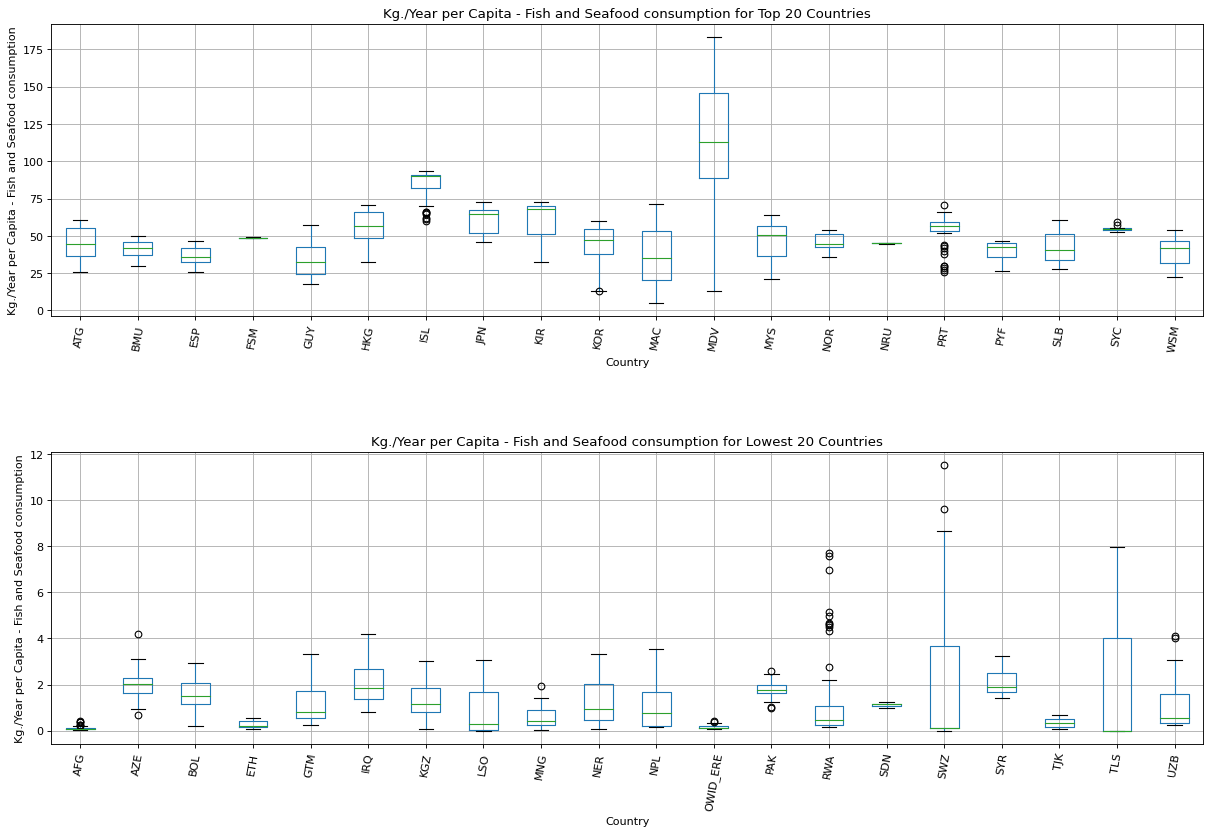 Kg./Year per Capita - Fish and Seafood consumption for Top 20 Countries
Kg./Year per Capita - Fish and Seafood consumption
175
150
125
100
75
50
25
0
ATG BMU ESP FSM GUY HKG ISL JPN KIR KOR MAC MDV MYS NOR NRU PRT PYF SLB SYC WSM
Country
Kg./Year per Capita - Fish and Seafood consumption for Lowest 20 Countries
Kg./Year per Capita - Fish and Seafood consumption
12
10
8
6
4
2
0
AFG AZE BOL ETH GTM IRQ KGZ LSO MNG NER NPL OWID_ERE PAK RWA SDN SWZ SYR TJK TLS UZB
Country